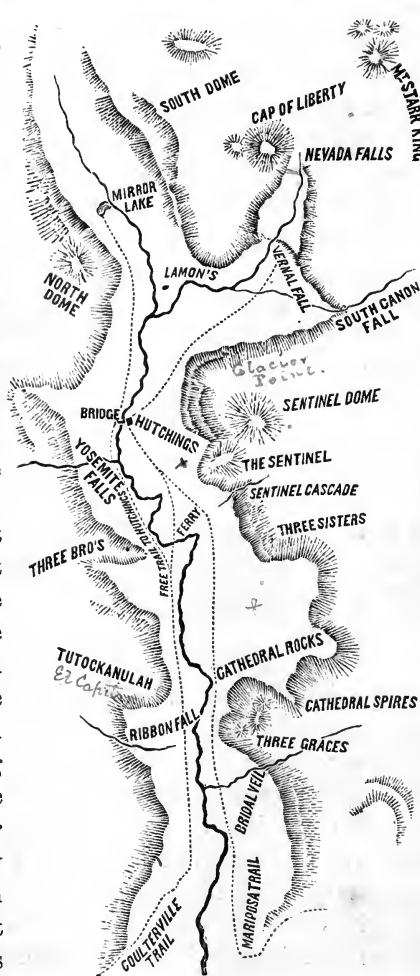 SOUTH DOME
CAP OF LIBERTY
MT STARR KING
NEVADA FALLS
MIRROR
LAKE
LAMON'S
VERNAL FALL
NORTH
DOME
SOUTH CANON
FALL
Glacier
Point.
SENTINEL DOME
BRIDGE
HUTCHINGS
THE SENTINEL
YOSEMITE
FALLS
SENTINEL CASCADE
FREE TRAIL TO HUTCHINGS
FERRY
THREE SISTERS
THREE BRO'S
CATHEDRAL ROCKS
TUTOCKANULAH
El Capitan
CATHEDRAL SPIRES
RIBBON FALL
THREE GRACES
BRIDAL VEIL
MARIPOSA TRAIL
COULTERVILLE
TRAIL